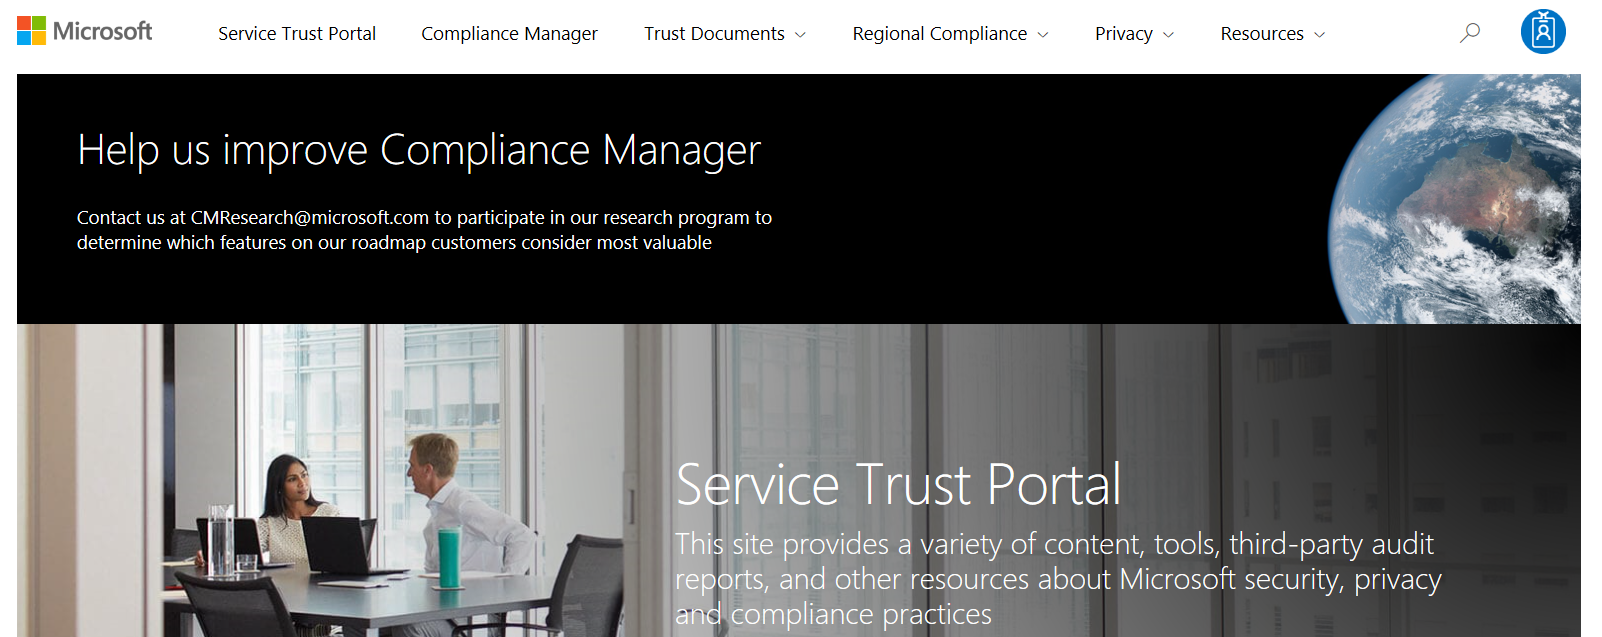 Microsoft
Service Trust Portal
Compliance Manager
Trust Documents
Regional Compliance
Privacy
Resources
Help us improve Compliance Manager
Contact us at CMResearch@microsoft.com to participate in our research program to
determine which features on our roadmap customers consider most valuable
Service Trust Portal
This site provides a variety of content, tools, third-party audit
reports, and other resources about Microsoft security, privacy
and compliance practices